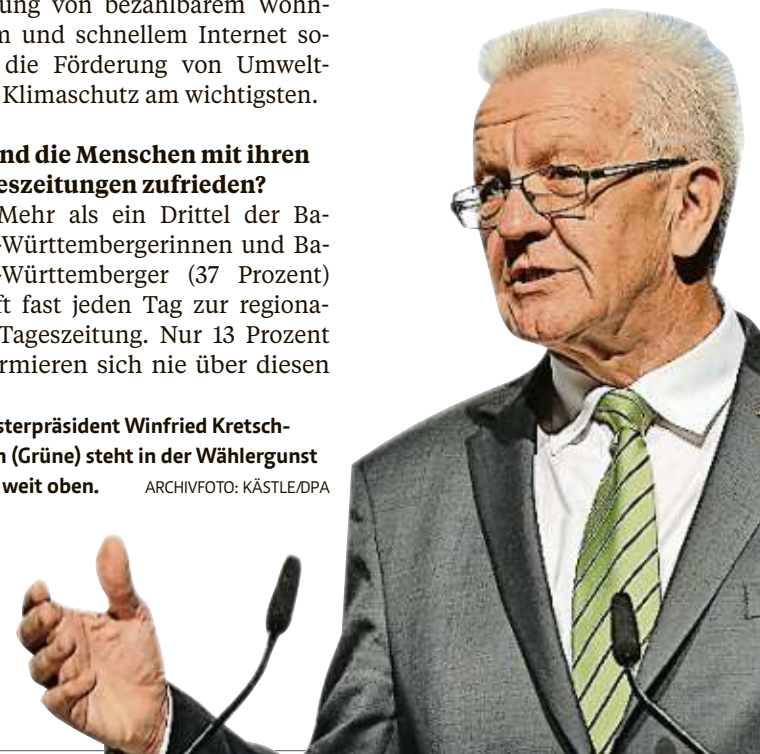 ung von bezahlbarem Wohn-
m und schnellem Internet so-
die Förderung von Umwelt-
Klimaschutz am wichtigsten.
nd die Menschen mit ihren
eszeitungen zufrieden?
Mehr als ein Drittel der Ba-
-Württembergerinnen und Ba-
-Württemberger (37 Prozent)
ft fast jeden Tag zur regiona-
Tageszeitung. Nur 13 Prozent
rmieren sich nie über diesen
sterpräsident Winfried Kretsch-
n (Grüne) steht in der Wählergunst
weit oben. ARCHIVFOTO: KÄSTLE/DPA